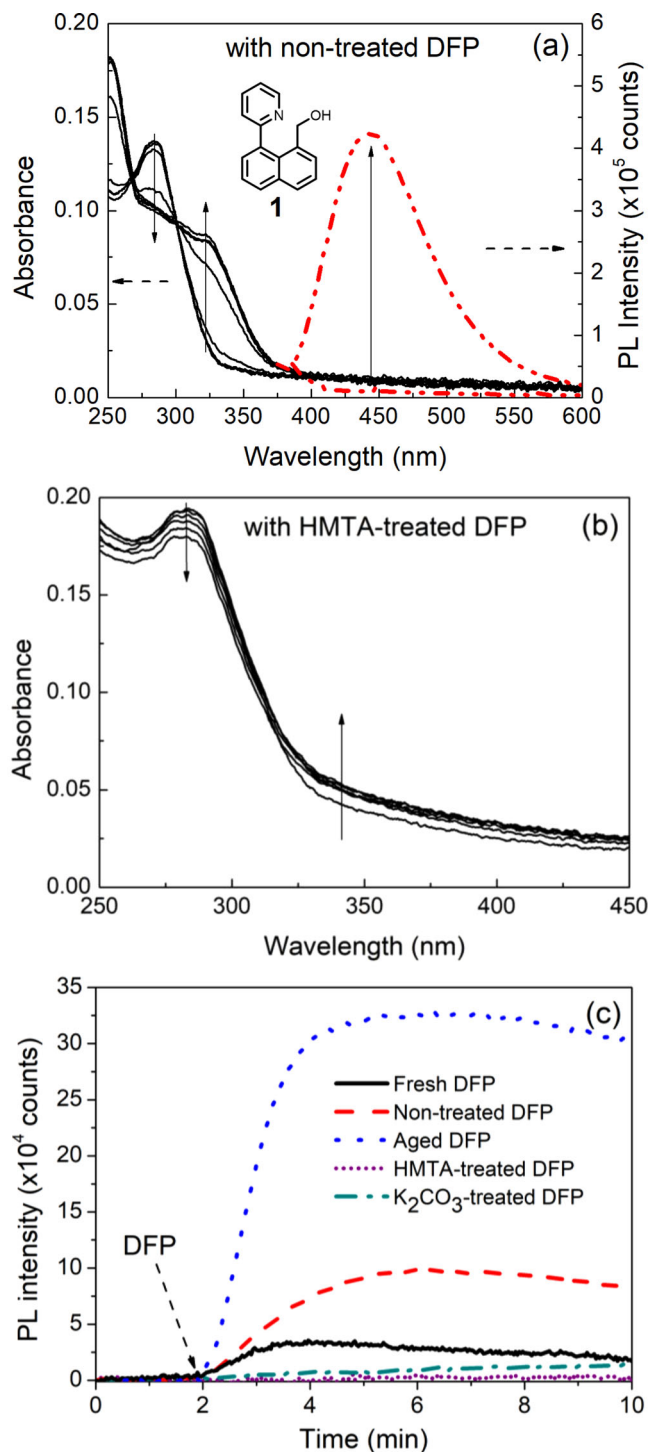 with non-treated DFP (a)
N
OH
1
Absorbance
0.20
0.15
0.10
0.05
0.00
PL Intensity (x10⁵ counts)
6
5
4
3
2
1
0
250 300 350 400 450 500 550 600
Wavelength (nm)
with HMTA-treated DFP (b)
Absorbance
0.20
0.15
0.10
0.05
0.00
250 300 350 400 450
Wavelength (nm)
(c)
PL intensity (x10⁴ counts)
35
30
25
20
15
10
5
0
Fresh DFP
Non-treated DFP
Aged DFP
HMTA-treated DFP
K₂CO₃-treated DFP
DFP
0 2 4 6 8 10
Time (min)